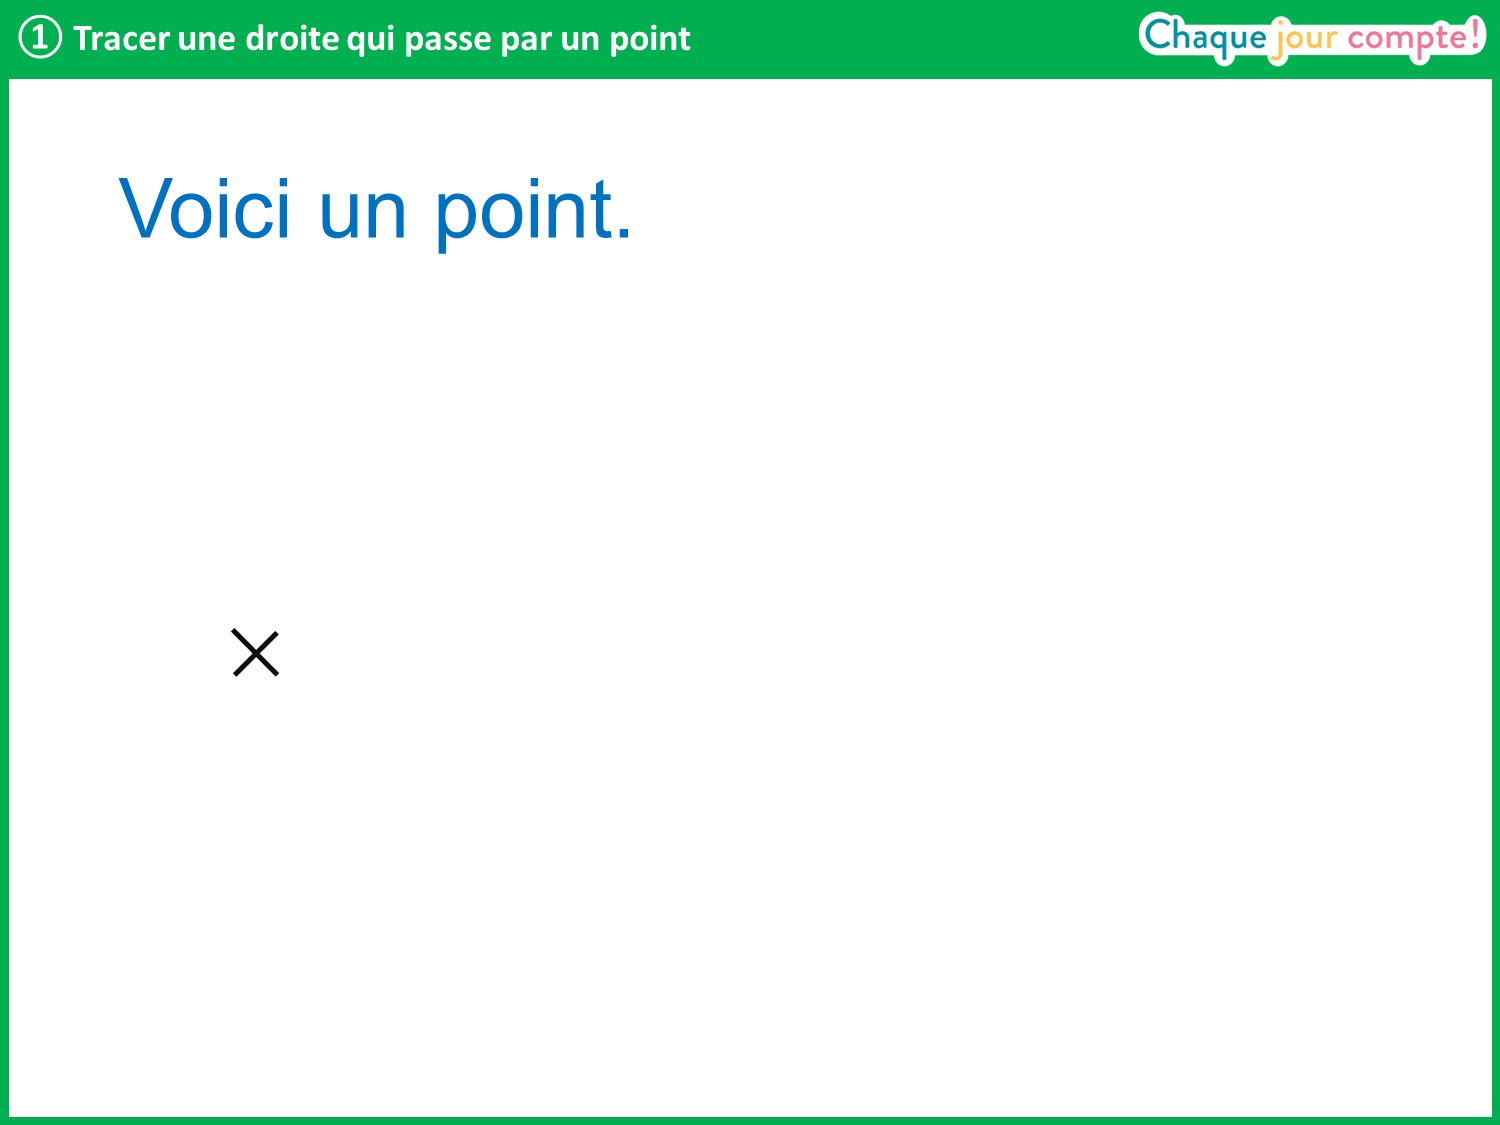 ① Tracer une droite qui passe par un point
Chaque jour compte!
Voici un point.